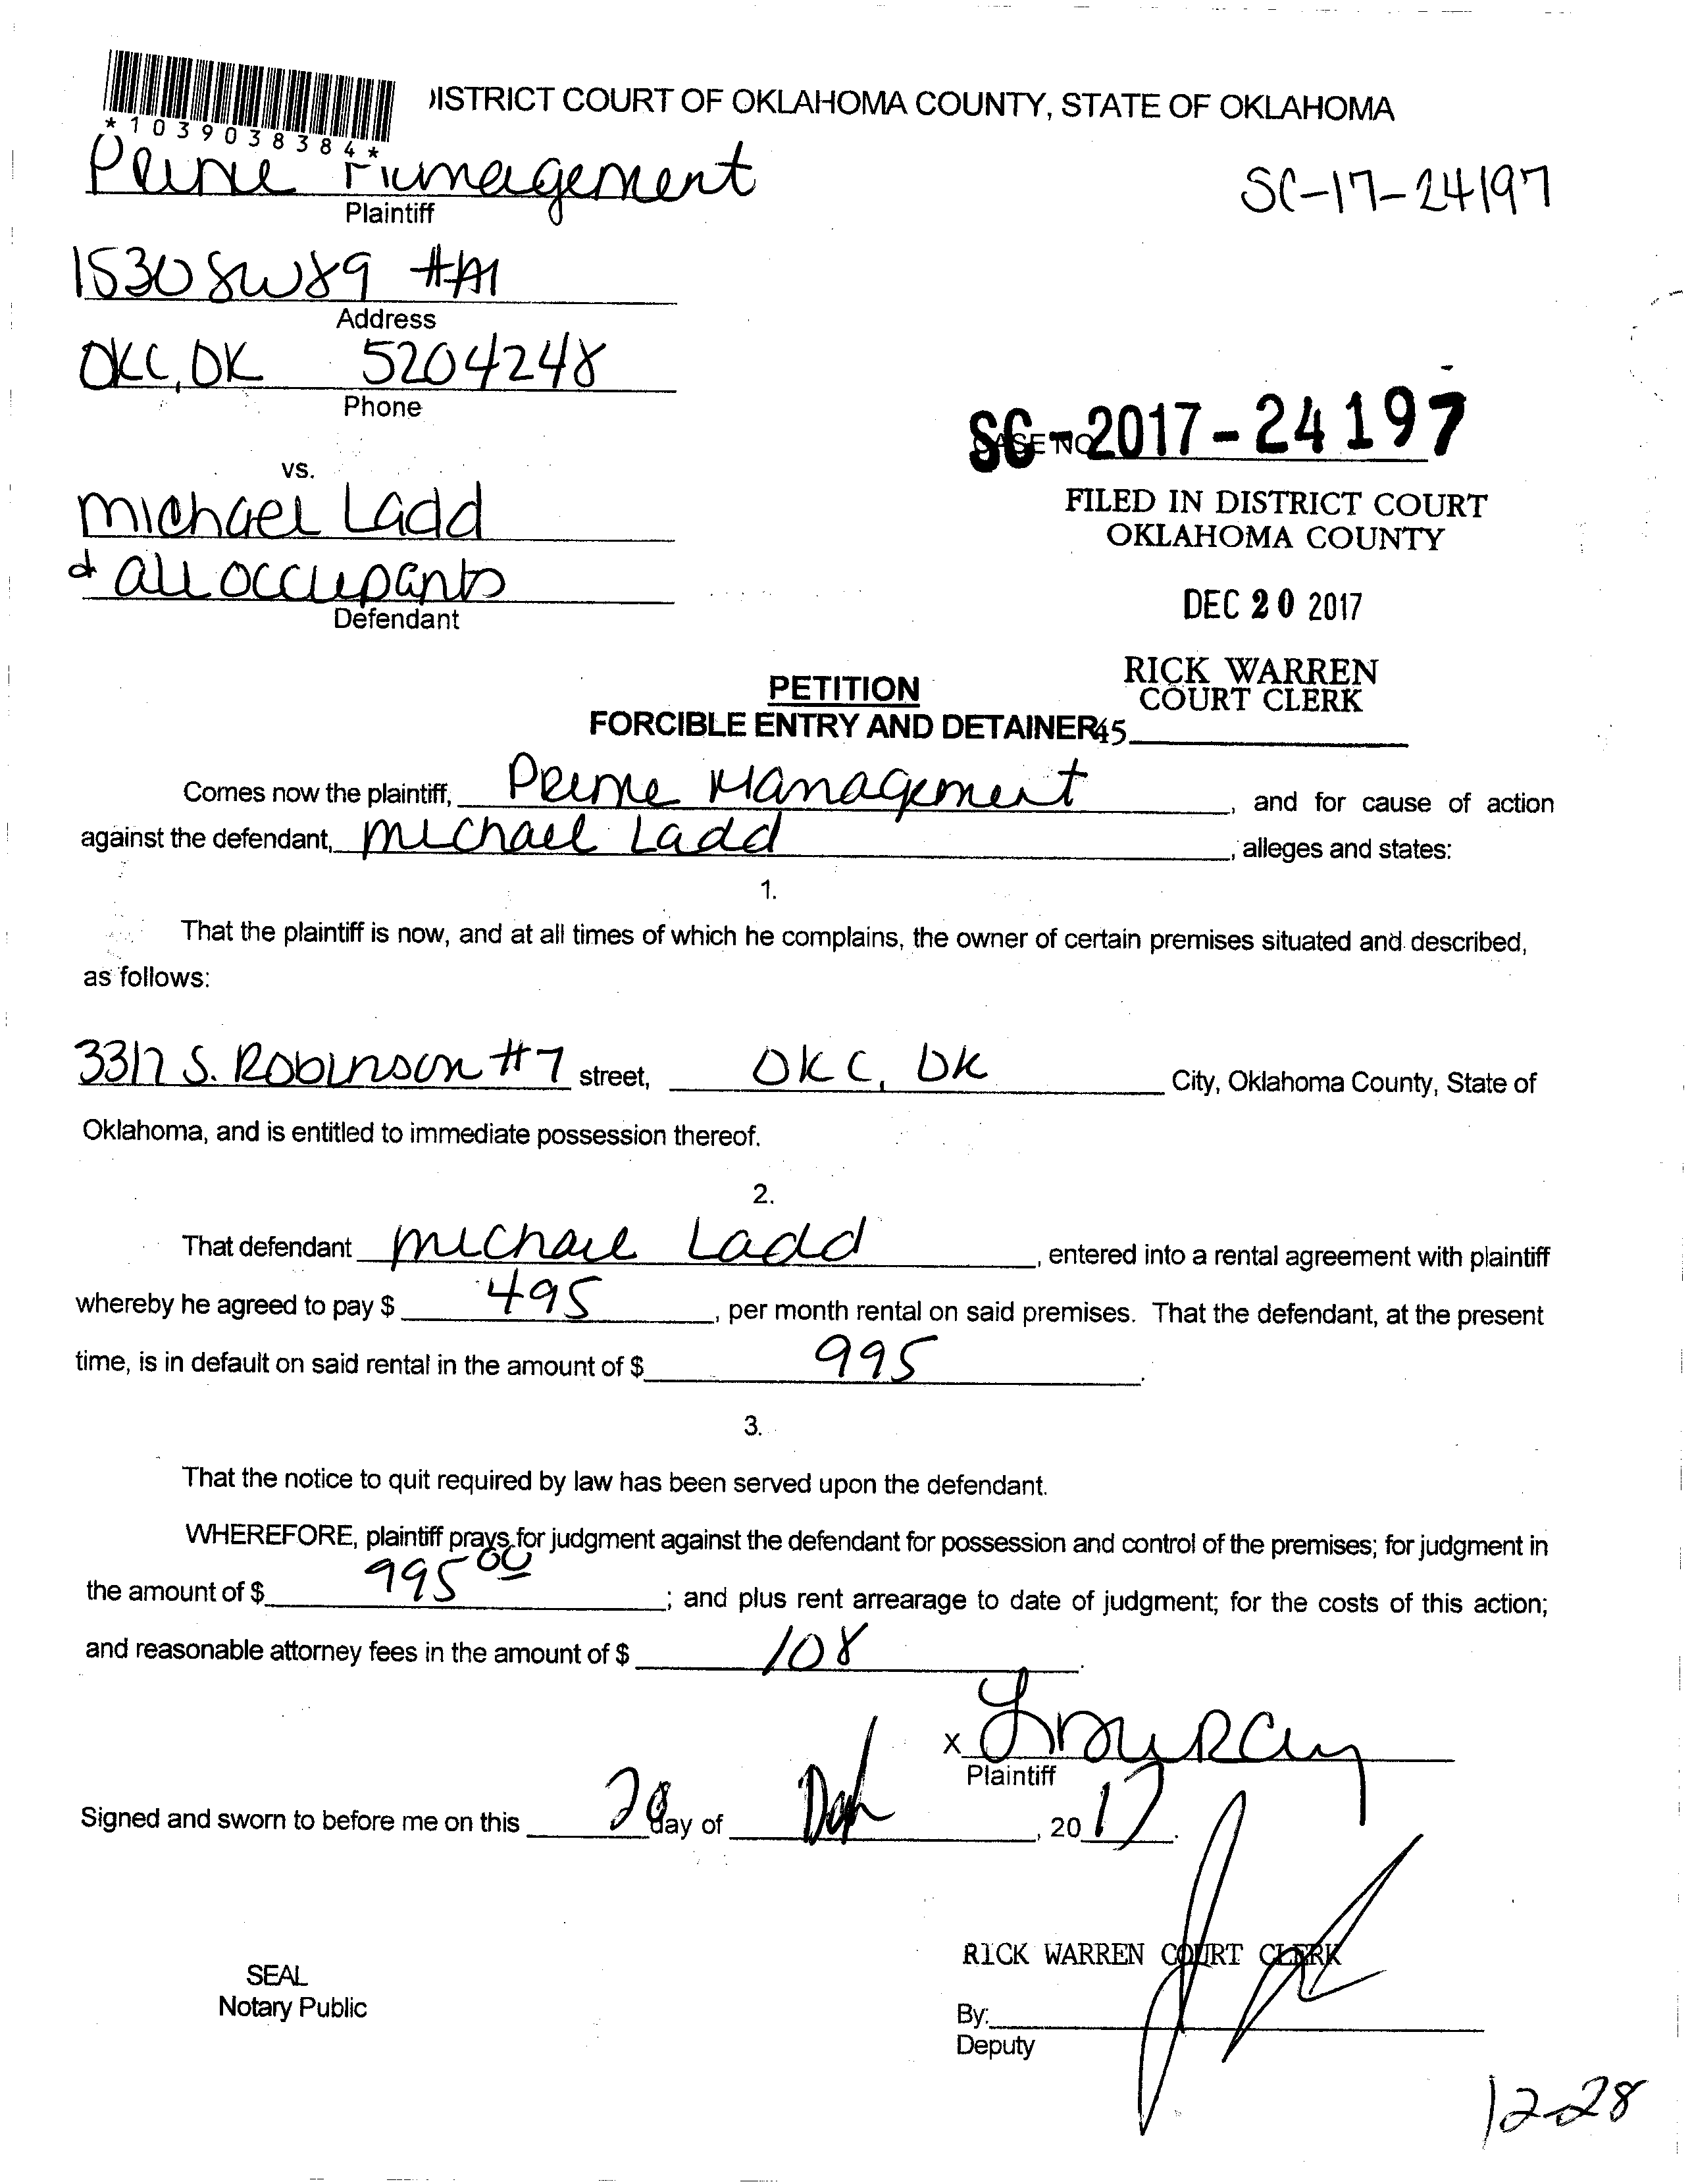 DISTRICT COURT OF OKLAHOMA COUNTY, STATE OF OKLAHOMA
*1039038384*
Prime Management
Plaintiff
SC-17-24197
1530 SW 89 #A1
Address
OKC, OK 5204248
Phone
SC-2017-24197
CASE NO
vs.
FILED IN DISTRICT COURT
OKLAHOMA COUNTY
Michael Ladd
& all occupants
Defendant
DEC 20 2017
RICK WARREN
COURT CLERK
PETITION
FORCIBLE ENTRY AND DETAINER 45
Comes now the plaintiff, Prime Management, and for cause of action
against the defendant, Michael Ladd, alleges and states:
1.
That the plaintiff is now, and at all times of which he complains, the owner of certain premises situated and described,
as follows:
3317 S. Robinson #7 street, OKC, OK City, Oklahoma County, State of
Oklahoma, and is entitled to immediate possession thereof.
2.
That defendant Michael Ladd, entered into a rental agreement with plaintiff
whereby he agreed to pay $ 495, per month rental on said premises. That the defendant, at the present
time, is in default on said rental in the amount of $ 995.
3.
That the notice to quit required by law has been served upon the defendant.
WHEREFORE, plaintiff prays for judgment against the defendant for possession and control of the premises; for judgment in
the amount of $ 995 00; and plus rent arrearage to date of judgment; for the costs of this action;
and reasonable attorney fees in the amount of $ 108.
X
Plaintiff
Signed and sworn to before me on this 20 day of Dec, 2017.
RICK WARREN COURT CLERK
SEAL
Notary Public
By:
Deputy
12-28